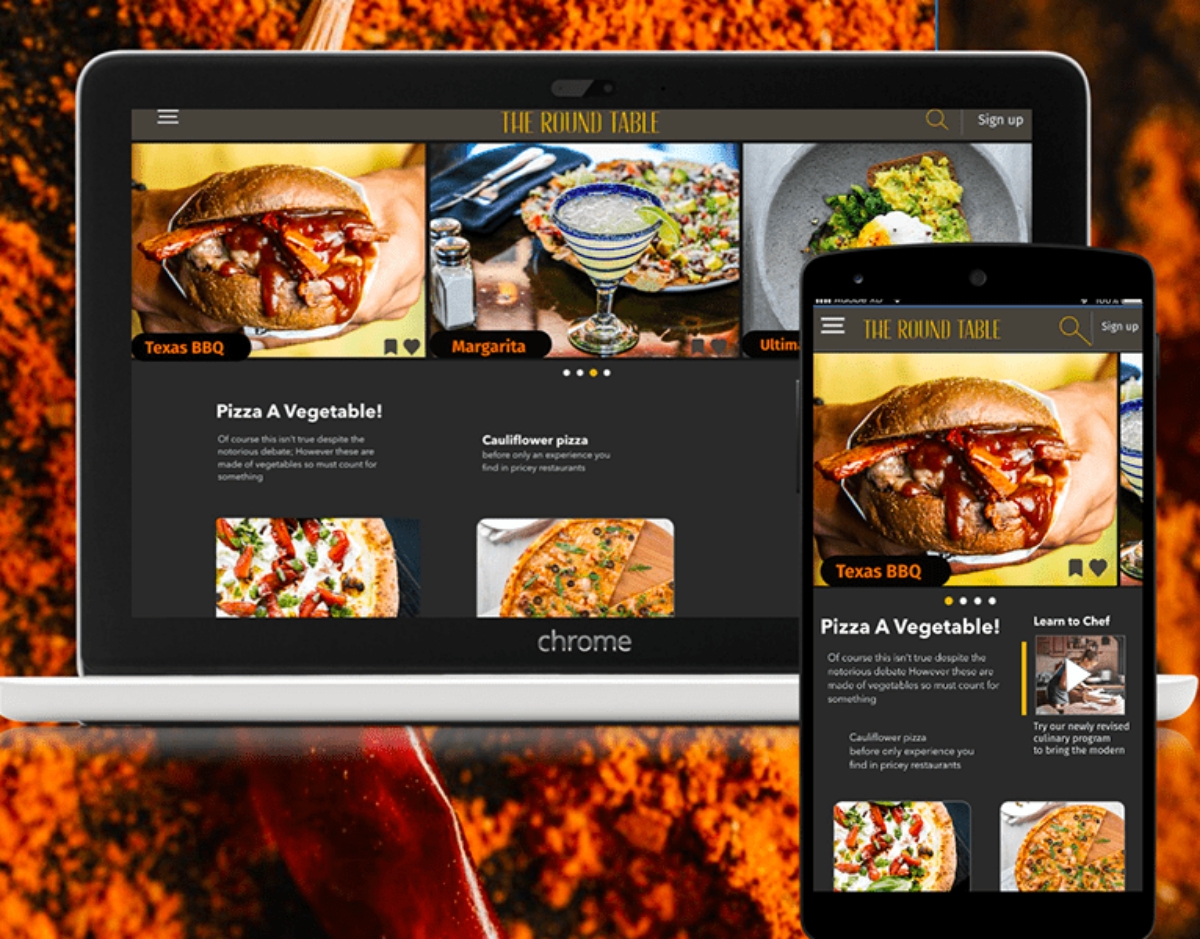 THE ROUND TABLE
Sign up
Texas BBQ
Margarita
Pizza A Vegetable!
Of course this isn't true despite the
notorious debate; However these are
made of vegetables so must count for
something
Cauliflower pizza
before only an experience you
find in pricey restaurants
chrome
100%
THE ROUND TABLE
Sign up
Texas BBQ
Pizza A Vegetable!
Of course this isn't true despite the
notorious debate However these are
made of vegetables so must count for
something
Cauliflower pizza
before only experience you
find in pricey restaurants
Learn to Chef
Try our newly revised
culinary program
to bring the modern